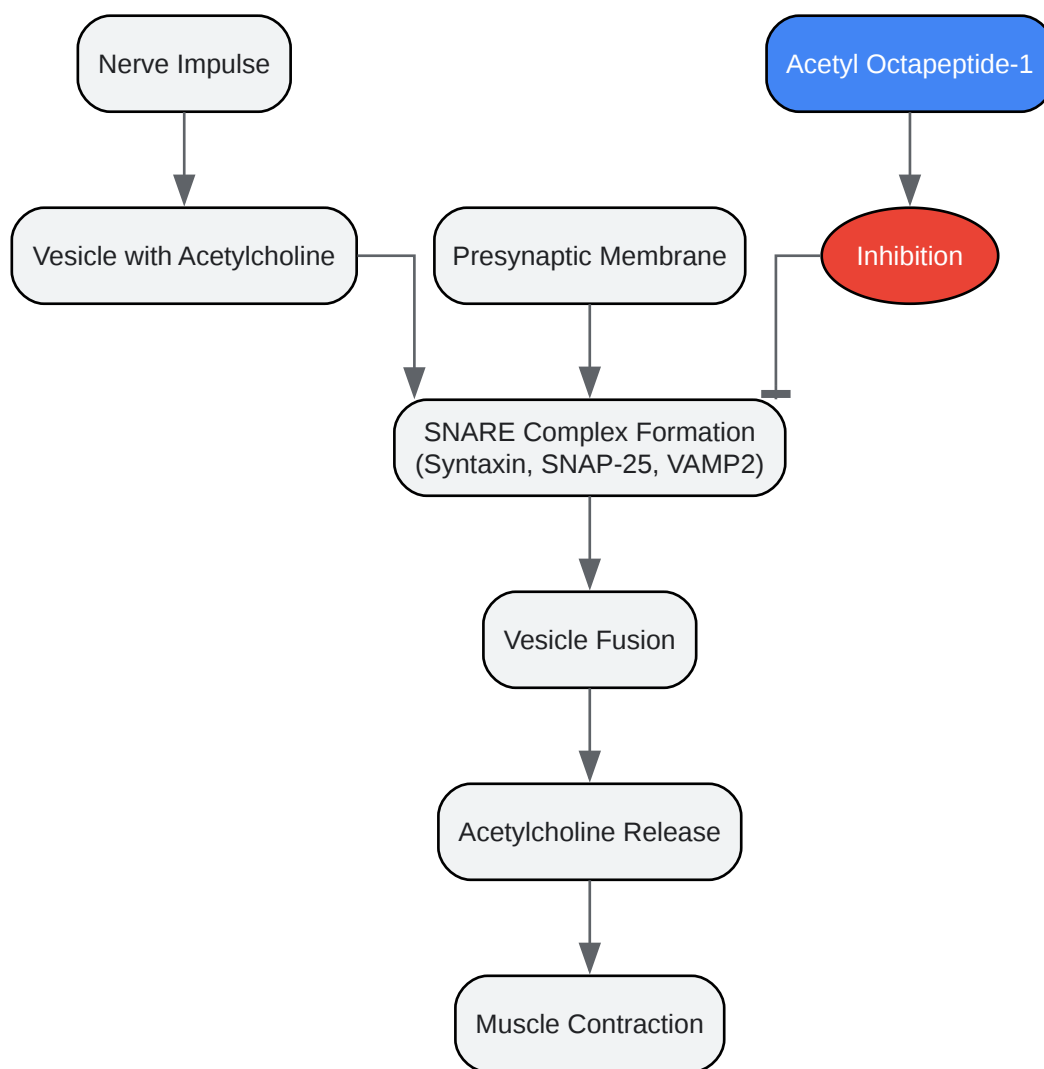 Nerve Impulse
Acetyl Octapeptide-1
Vesicle with Acetylcholine
Presynaptic Membrane
Inhibition
SNARE Complex Formation
(Syntaxin, SNAP-25, VAMP2)
Vesicle Fusion
Acetylcholine Release
Muscle Contraction